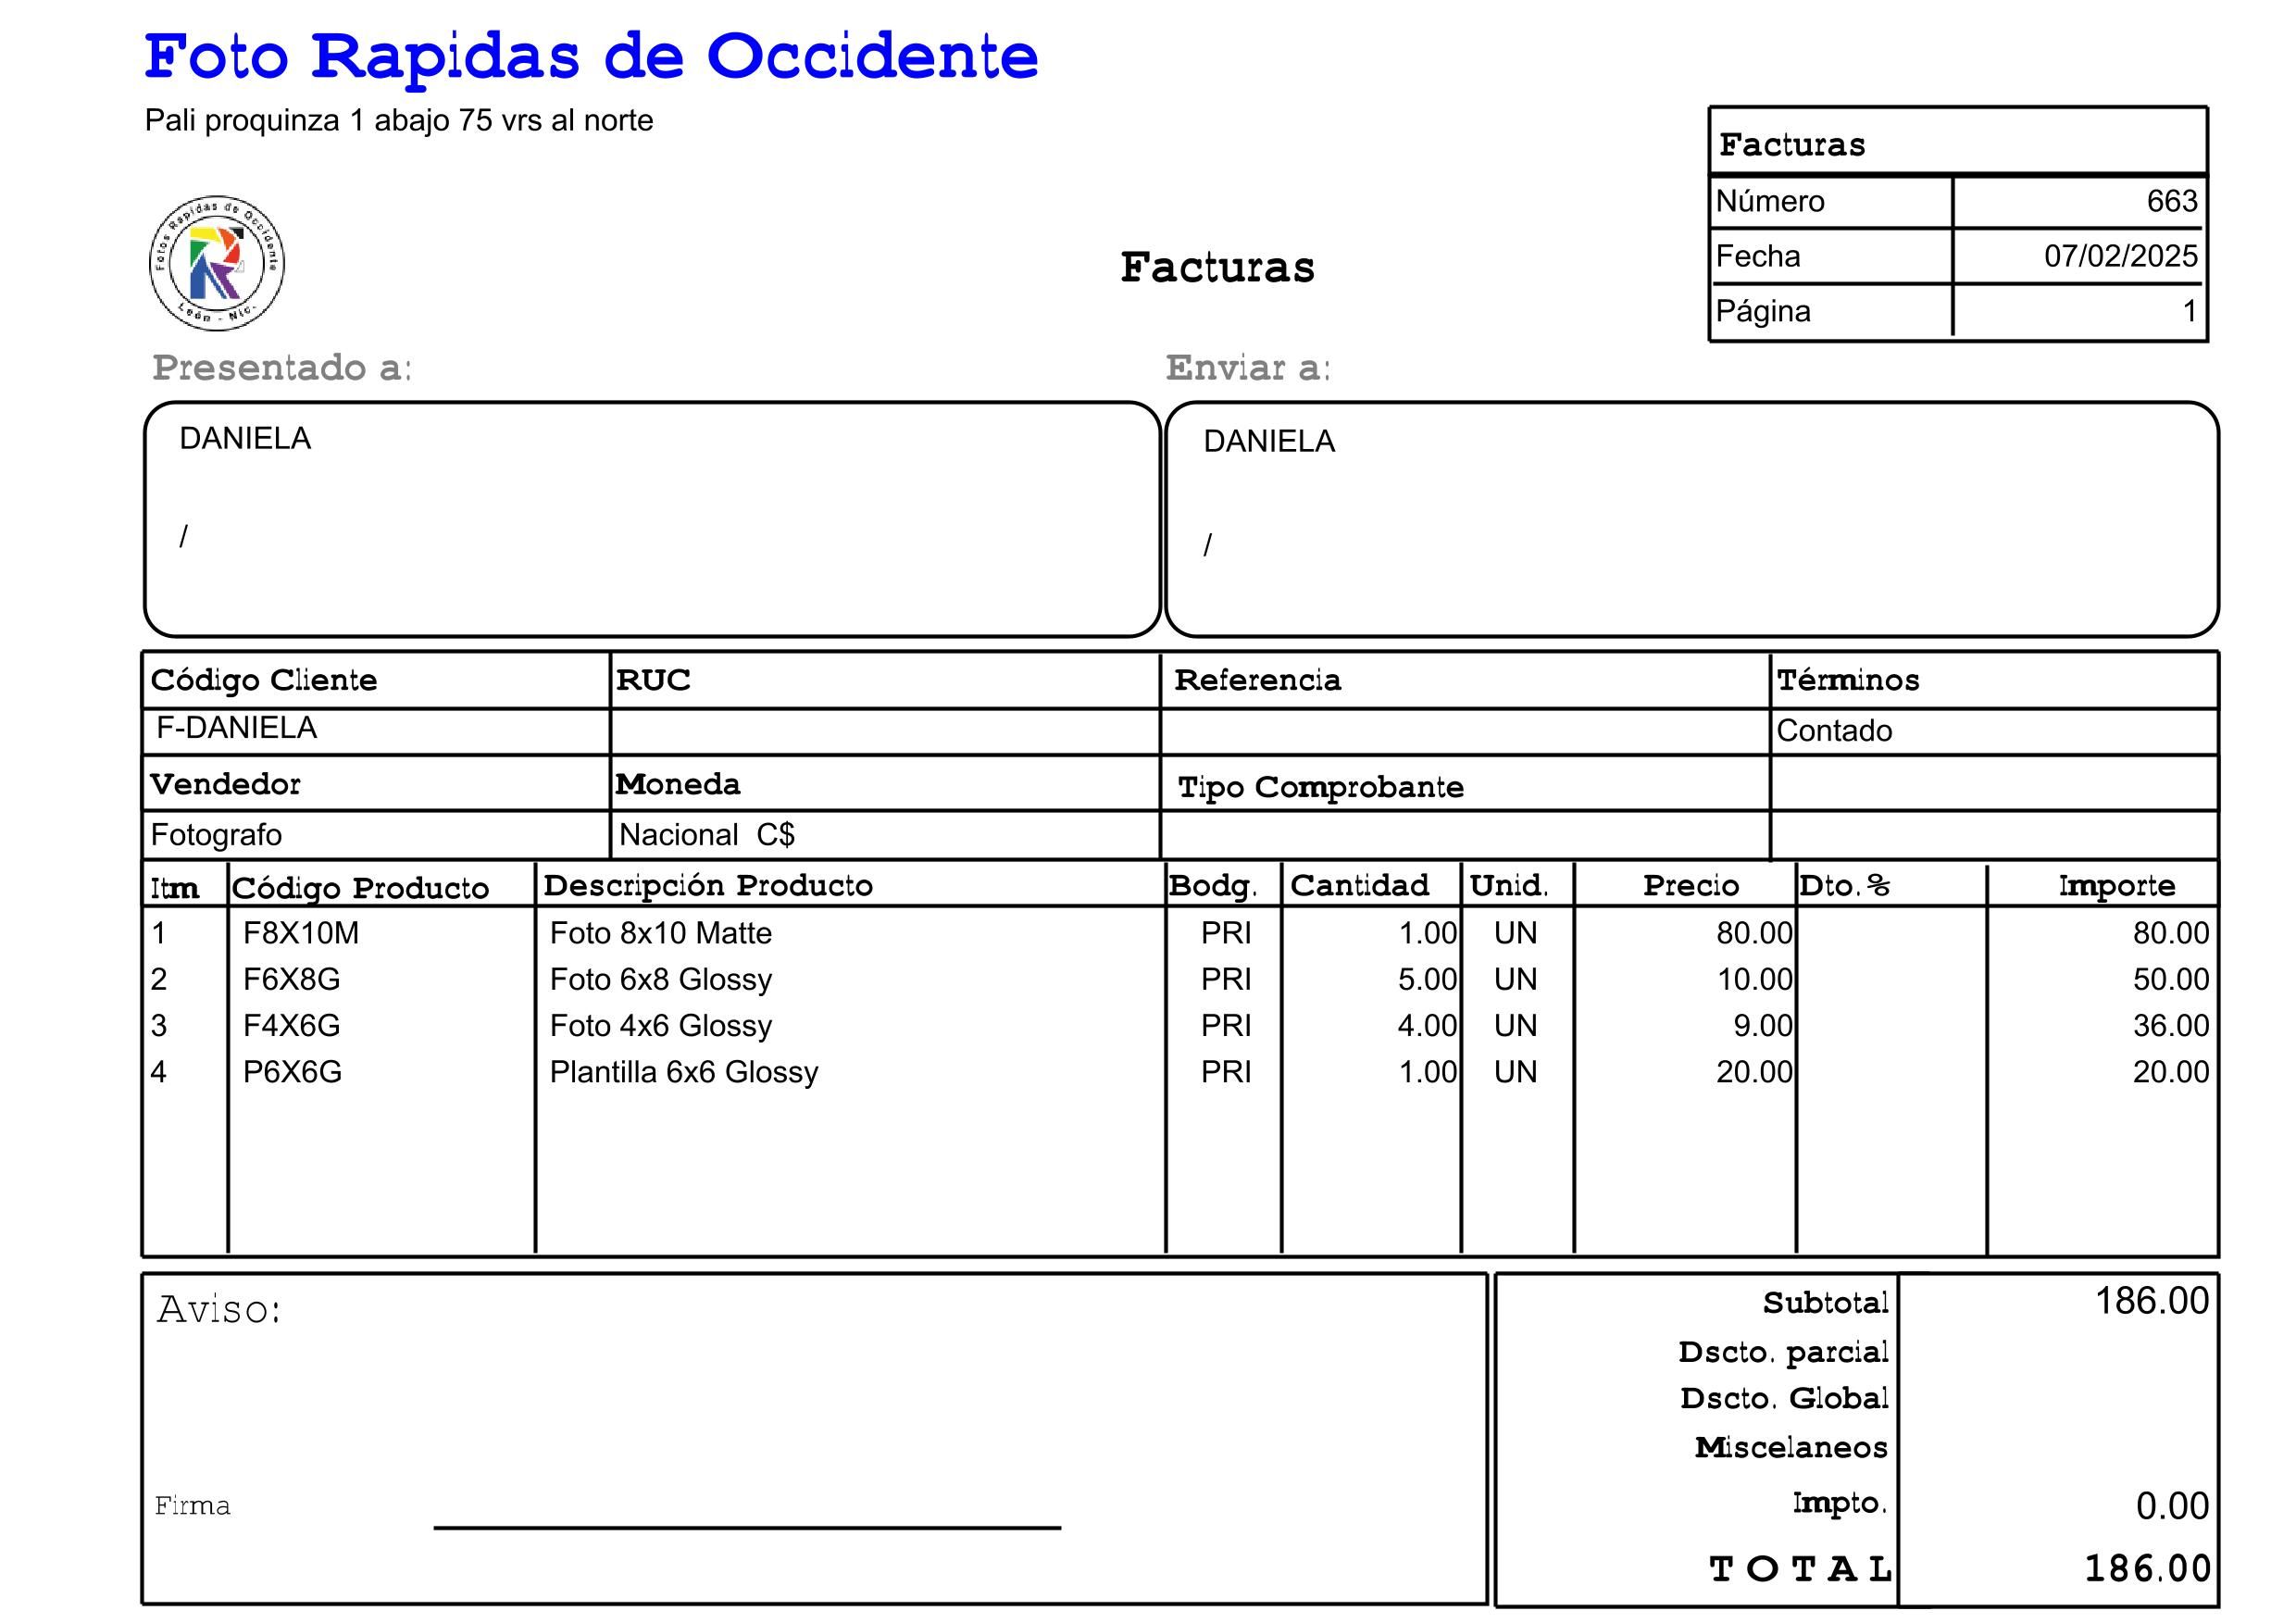 Foto Rapidas de Occidente
Pali proquinza 1 abajo 75 vrs al norte
Facturas
Número 663
Fecha 07/02/2025
Página 1
Fotos Rapidas de Occidente
León - Nic.
Facturas
Presentado a: Enviar a:
DANIELA DANIELA
/ /
Código Cliente RUC Referencia Términos
F-DANIELA Contado
Vendedor Moneda Tipo Comprobante
Fotografo Nacional C$
Itm Código Producto Descripción Producto Bodg. Cantidad Unid. Precio Dto.% Importe
1 F8X10M Foto 8x10 Matte PRI 1.00 UN 80.00 80.00
2 F6X8G Foto 6x8 Glossy PRI 5.00 UN 10.00 50.00
3 F4X6G Foto 4x6 Glossy PRI 4.00 UN 9.00 36.00
4 P6X6G Plantilla 6x6 Glossy PRI 1.00 UN 20.00 20.00
Aviso:
Subtotal 186.00
Dscto. parcial
Dscto. Global
Miscelaneos
Firma
Impto. 0.00
TOTAL 186.00